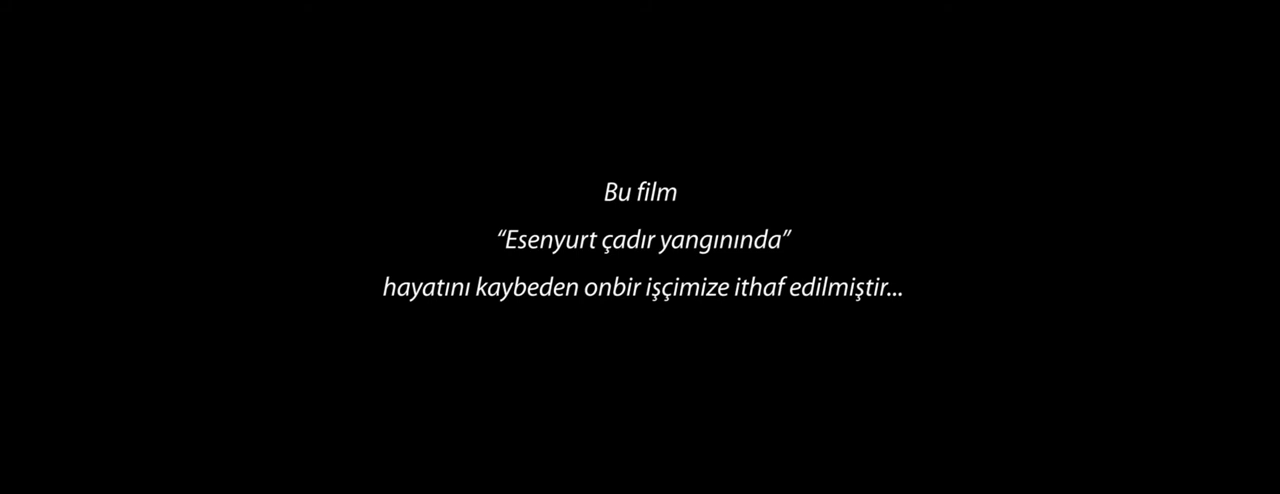 Bu film
“Esenyurt çadır yangınında”
hayatını kaybeden onbir işçimize ithaf edilmiştir...